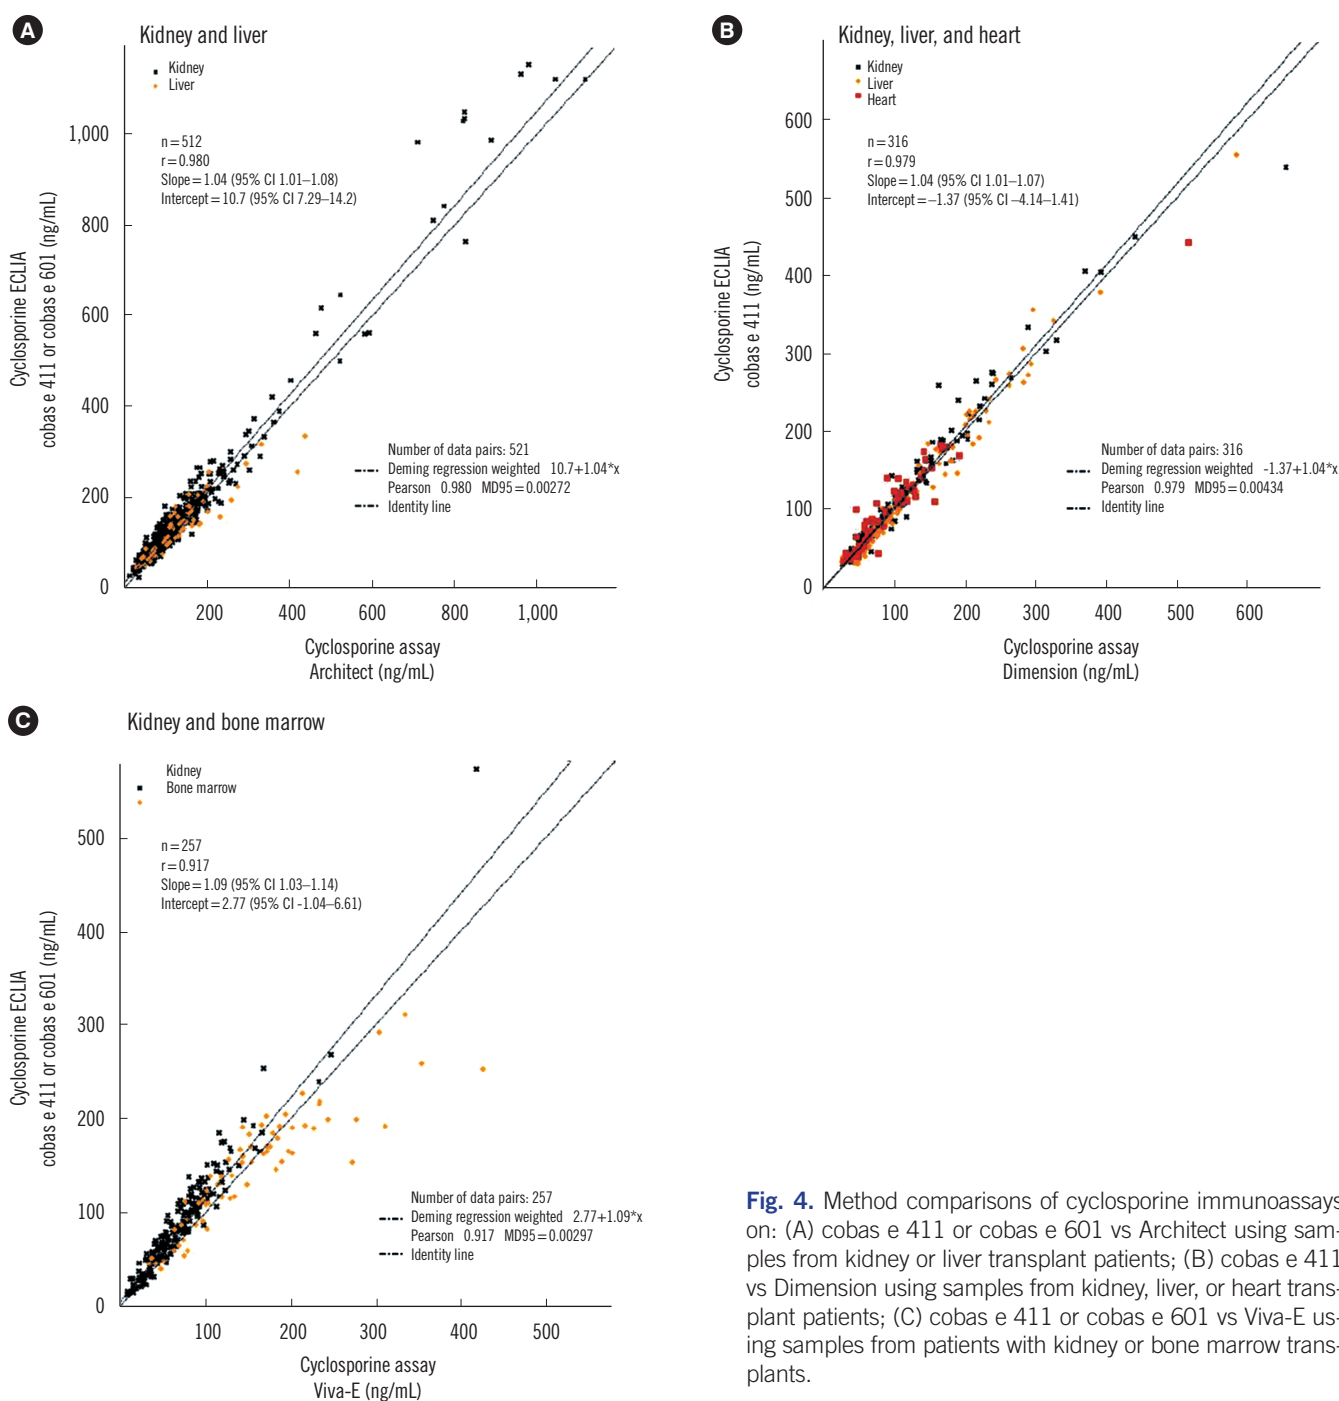 A
Kidney and liver
Kidney
Liver
n=512
r=0.980
Slope=1.04 (95% CI 1.01–1.08)
Intercept=10.7 (95% CI 7.29–14.2)
Cyclosporine ECLIA
cobas e 411 or cobas e 601 (ng/mL)
1,000
800
600
400
200
0
Number of data pairs: 521
Deming regression weighted 10.7+1.04*x
Pearson 0.980 MD95=0.00272
Identity line
200 400 600 800 1,000
Cyclosporine assay
Architect (ng/mL)
B
Kidney, liver, and heart
Kidney
Liver
Heart
n=316
r=0.979
Slope=1.04 (95% CI 1.01–1.07)
Intercept=–1.37 (95% CI –4.14–1.41)
Cyclosporine ECLIA
cobas e 411 (ng/mL)
600
500
400
300
200
100
0
Number of data pairs: 316
Deming regression weighted -1.37+1.04*x
Pearson 0.979 MD95=0.00434
Identity line
100 200 300 400 500 600
Cyclosporine assay
Dimension (ng/mL)
C
Kidney and bone marrow
Kidney
Bone marrow
n=257
r=0.917
Slope=1.09 (95% CI 1.03–1.14)
Intercept=2.77 (95% CI -1.04–6.61)
Cyclosporine ECLIA
cobas e 411 or cobas e 601 (ng/mL)
500
400
300
200
100
0
Number of data pairs: 257
Deming regression weighted 2.77+1.09*x
Pearson 0.917 MD95=0.00297
Identity line
100 200 300 400 500
Cyclosporine assay
Viva-E (ng/mL)
Fig. 4. Method comparisons of cyclosporine immunoassays
on: (A) cobas e 411 or cobas e 601 vs Architect using sam-
ples from kidney or liver transplant patients; (B) cobas e 411
vs Dimension using samples from kidney, liver, or heart trans-
plant patients; (C) cobas e 411 or cobas e 601 vs Viva-E us-
ing samples from patients with kidney or bone marrow trans-
plants.